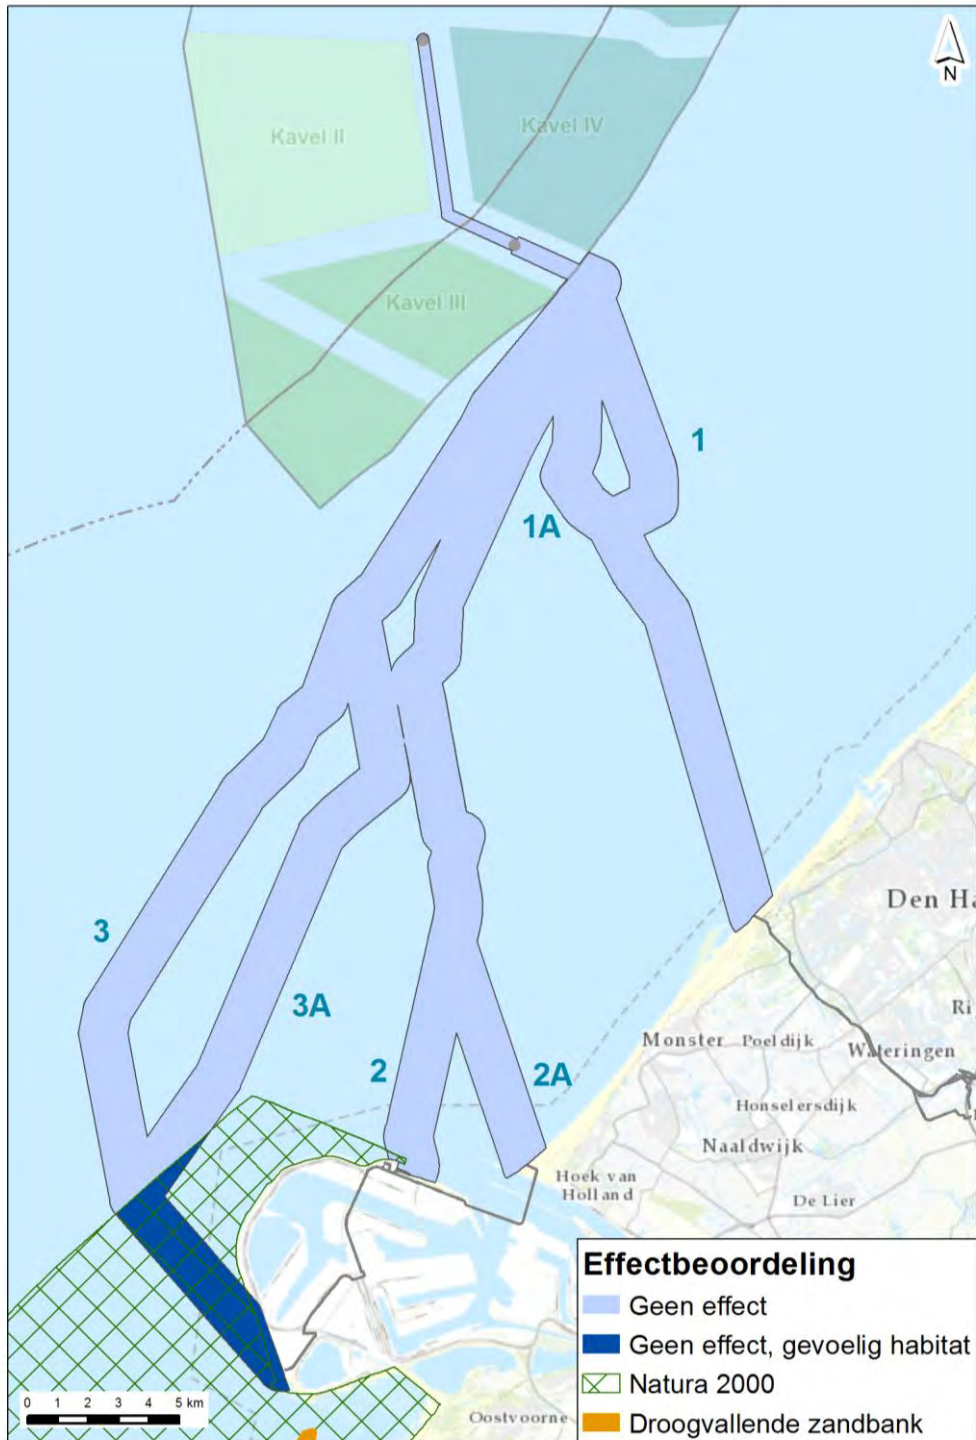 N
Kavel II
Kavel IV
Kavel III
1
1A
Den Ha
3
3A
Ri
Monster
Poeldijk
Wateringen
2
2A
Honselersdijk
Naaldwijk
Hoek van
Holland
De Lier
Effectbeoordeling
Geen effect
Geen effect, gevoelig habitat
Natura 2000
0 1 2 3 4 5 km
Oostvoorne
Droogvallende zandbank